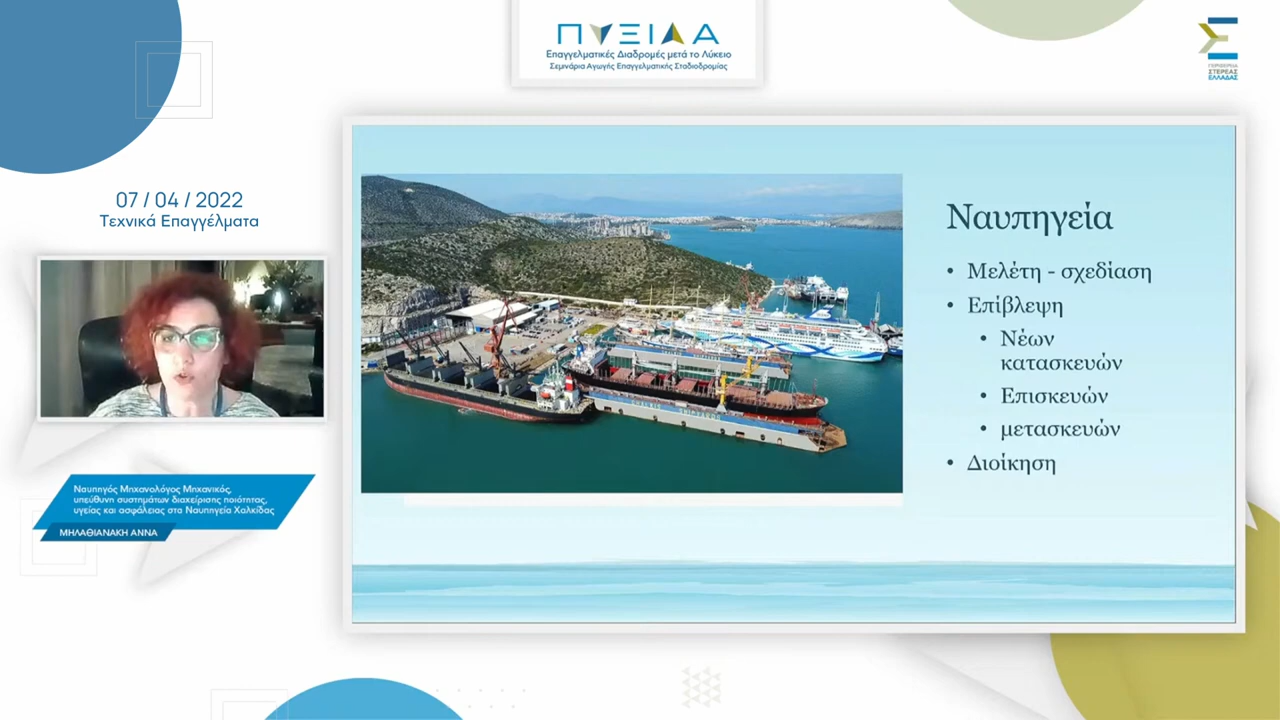 ΠΥΞΙΔΑ
Επαγγελματικές Διαδρομές μετά το Λύκειο
Σεμινάρια Αγωγής Επαγγελματικής Σταδιοδρομίας
ΠΕΡΙΦΕΡΕΙΑ
ΣΤΕΡΕΑΣ
ΕΛΛΑΔΑΣ
07 / 04 / 2022
Τεχνικά Επαγγέλματα
Ναυπηγός Μηχανολόγος Μηχανικός,
υπεύθυνη συστημάτων διαχείρισης ποιότητας,
υγείας και ασφάλειας στα Ναυπηγεία Χαλκίδας
ΜΗΛΑΘΙΑΝΑΚΗ ΑΝΝΑ
Ναυπηγεία
• Μελέτη - σχεδίαση
• Επίβλεψη
• Νέων
κατασκευών
• Επισκευών
• μετασκευών
• Διοίκηση